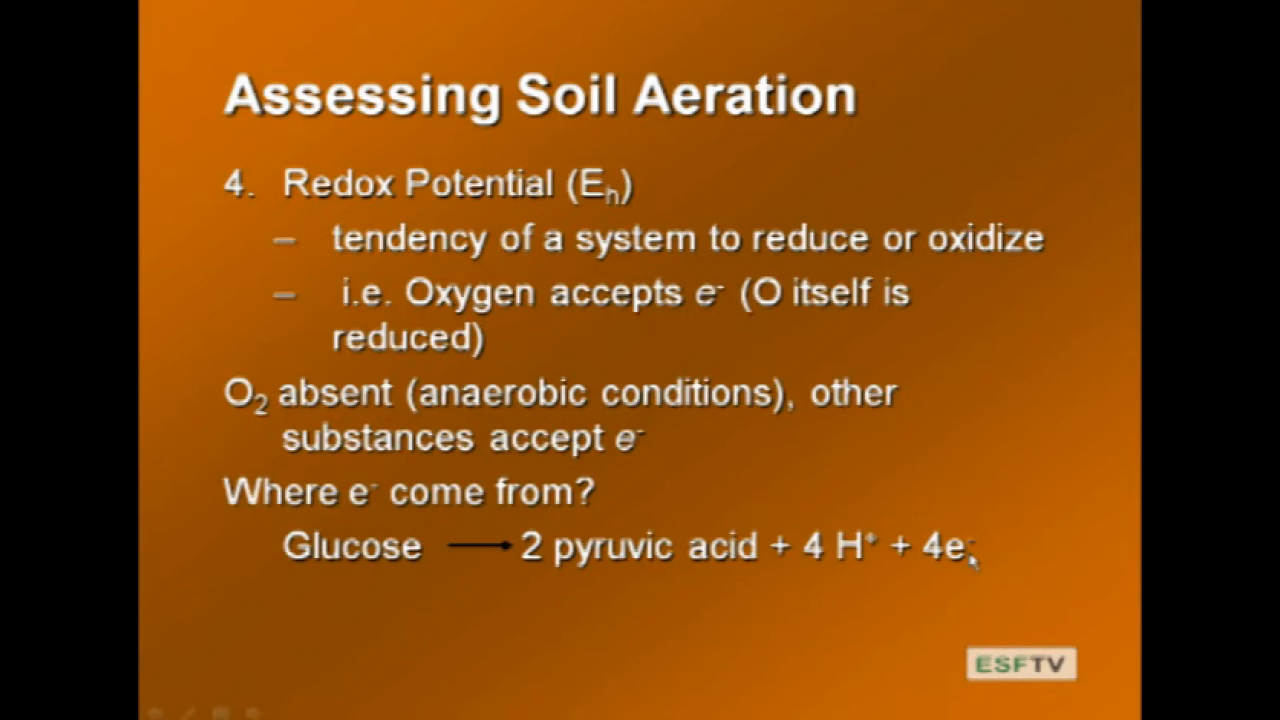 Assessing Soil Aeration
4. Redox Potential (Eh)
– tendency of a system to reduce or oxidize
– i.e. Oxygen accepts e- (O itself is
reduced)
O2 absent (anaerobic conditions), other
substances accept e-
Where e- come from?
Glucose ⟶ 2 pyruvic acid + 4 H+ + 4e-
ESFTV